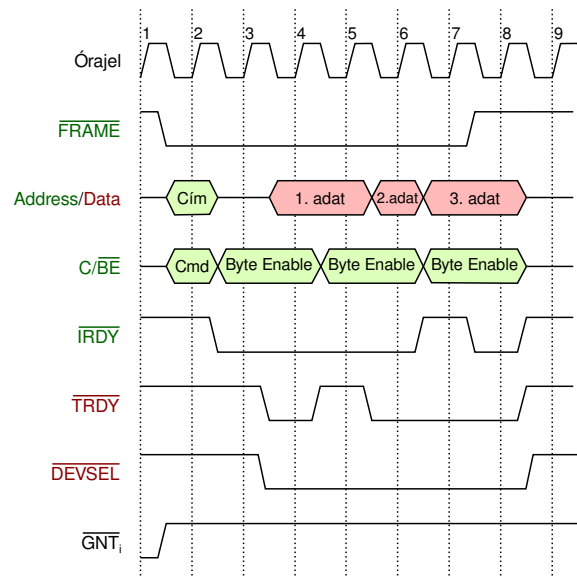 1 2 3 4 5 6 7 8 9
Órajel
FRAME
Address/Data Cím 1. adat 2.adat 3. adat
C/BE Cmd Byte Enable Byte Enable Byte Enable
IRDY
TRDY
DEVSEL
GNTi